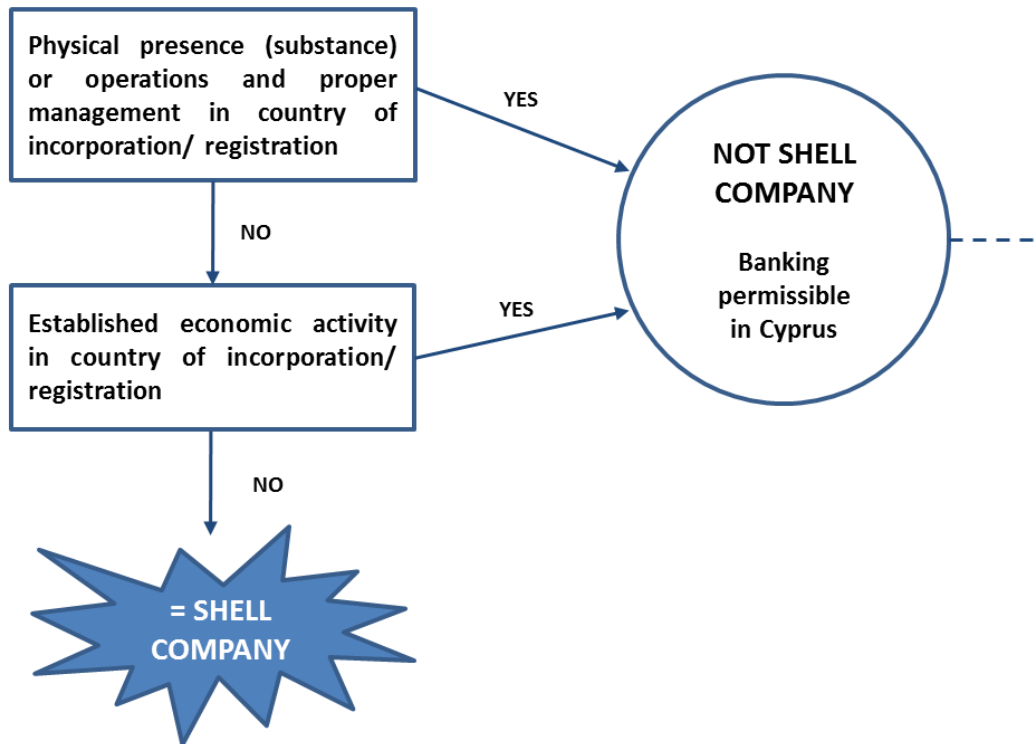 Physical presence (substance)
or operations and proper
management in country of
incorporation/ registration
YES
NOT SHELL
COMPANY
Banking
permissible
in Cyprus
NO
Established economic activity
in country of incorporation/
registration
YES
NO
= SHELL
COMPANY